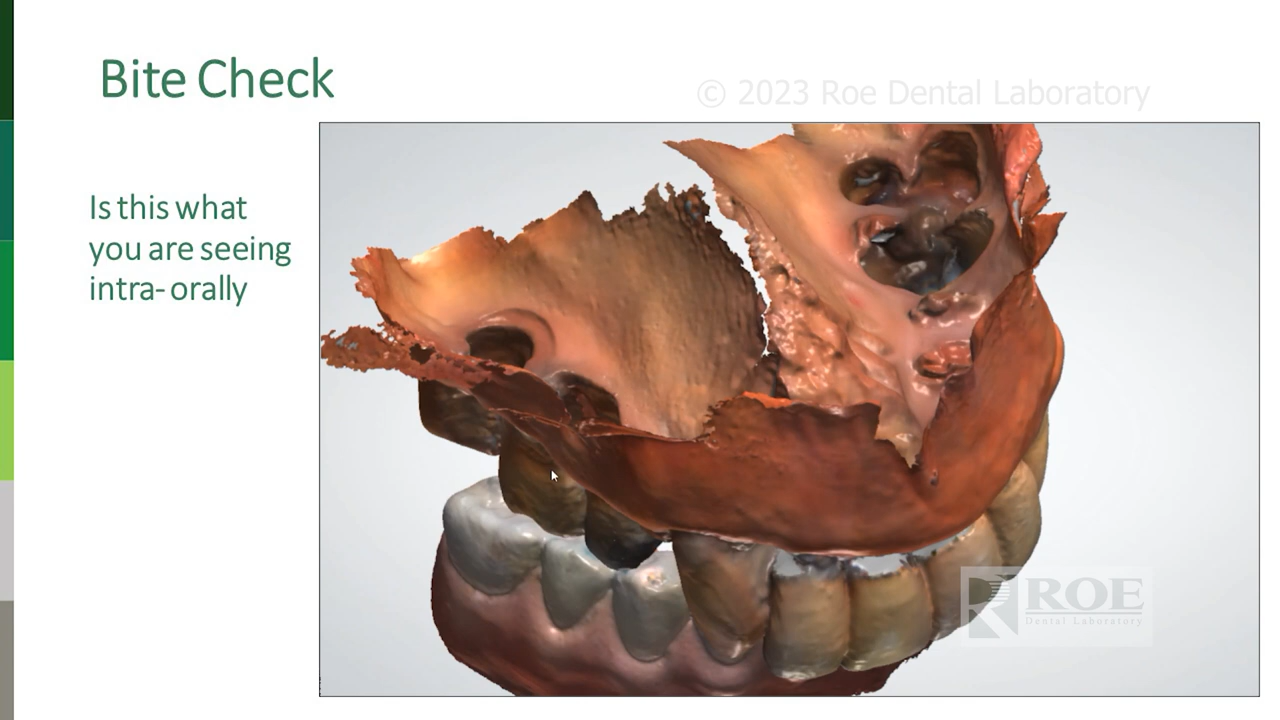 Bite Check
© 2023 Roe Dental Laboratory
Is this what
you are seeing
intra- orally
ROE
Dental Laboratory